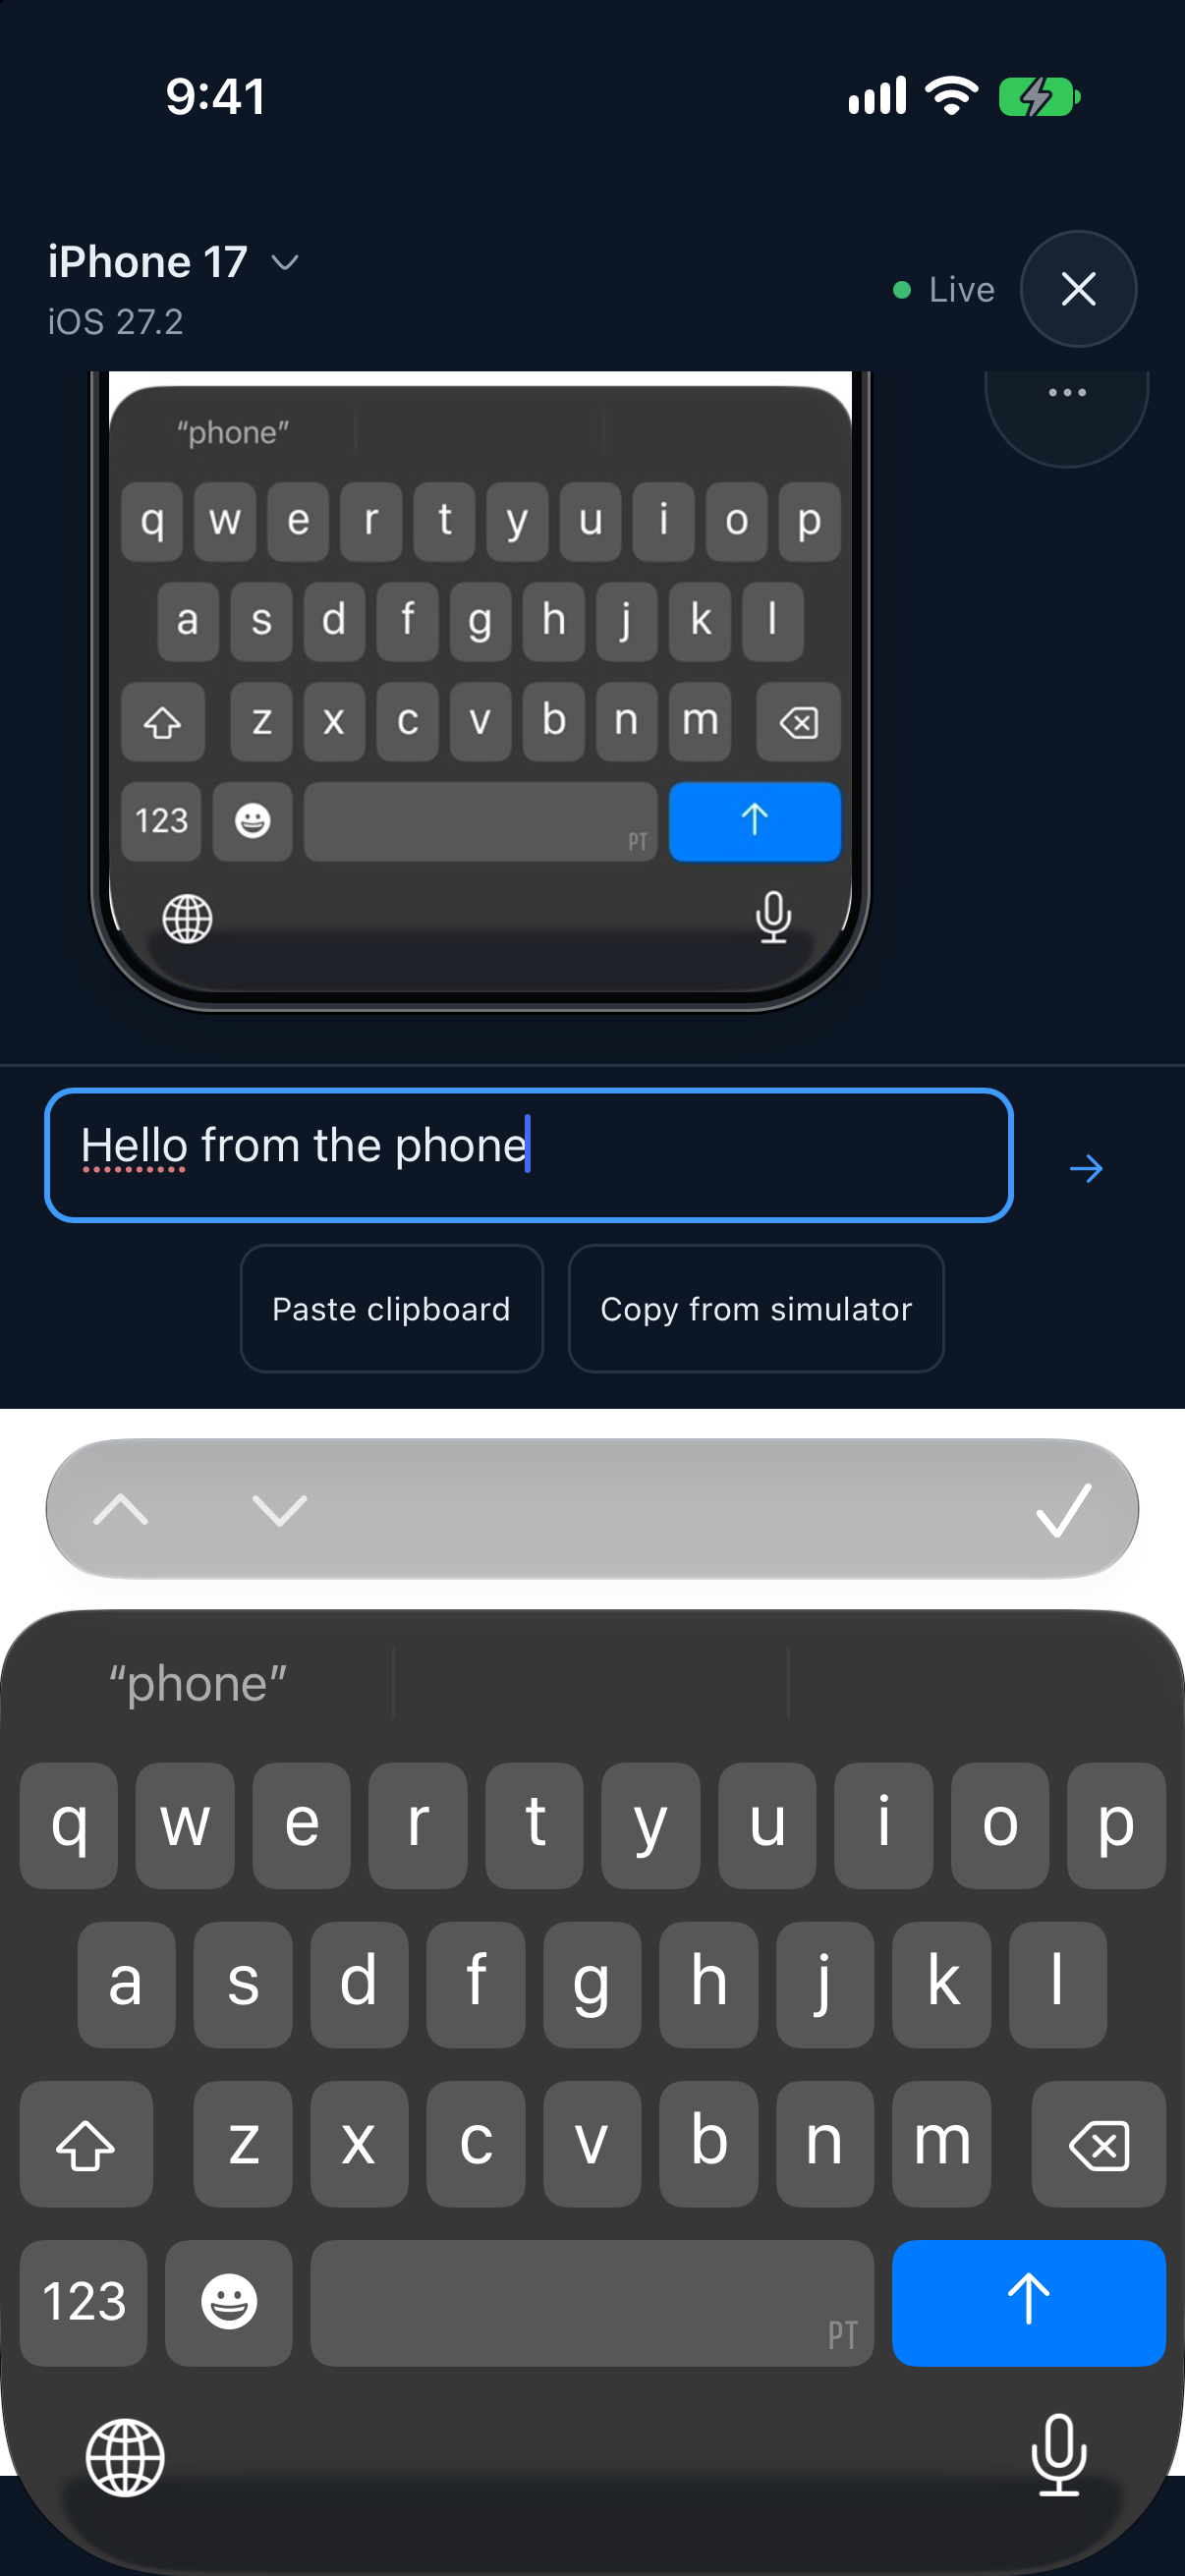 9:41
iPhone 17
iOS 27.2
Live
“phone”
q w e r t y u i o p
a s d f g h j k l
z x c v b n m
123
PT
Hello from the phone
Paste clipboard
Copy from simulator
“phone”
q w e r t y u i o p
a s d f g h j k l
z x c v b n m
123
PT